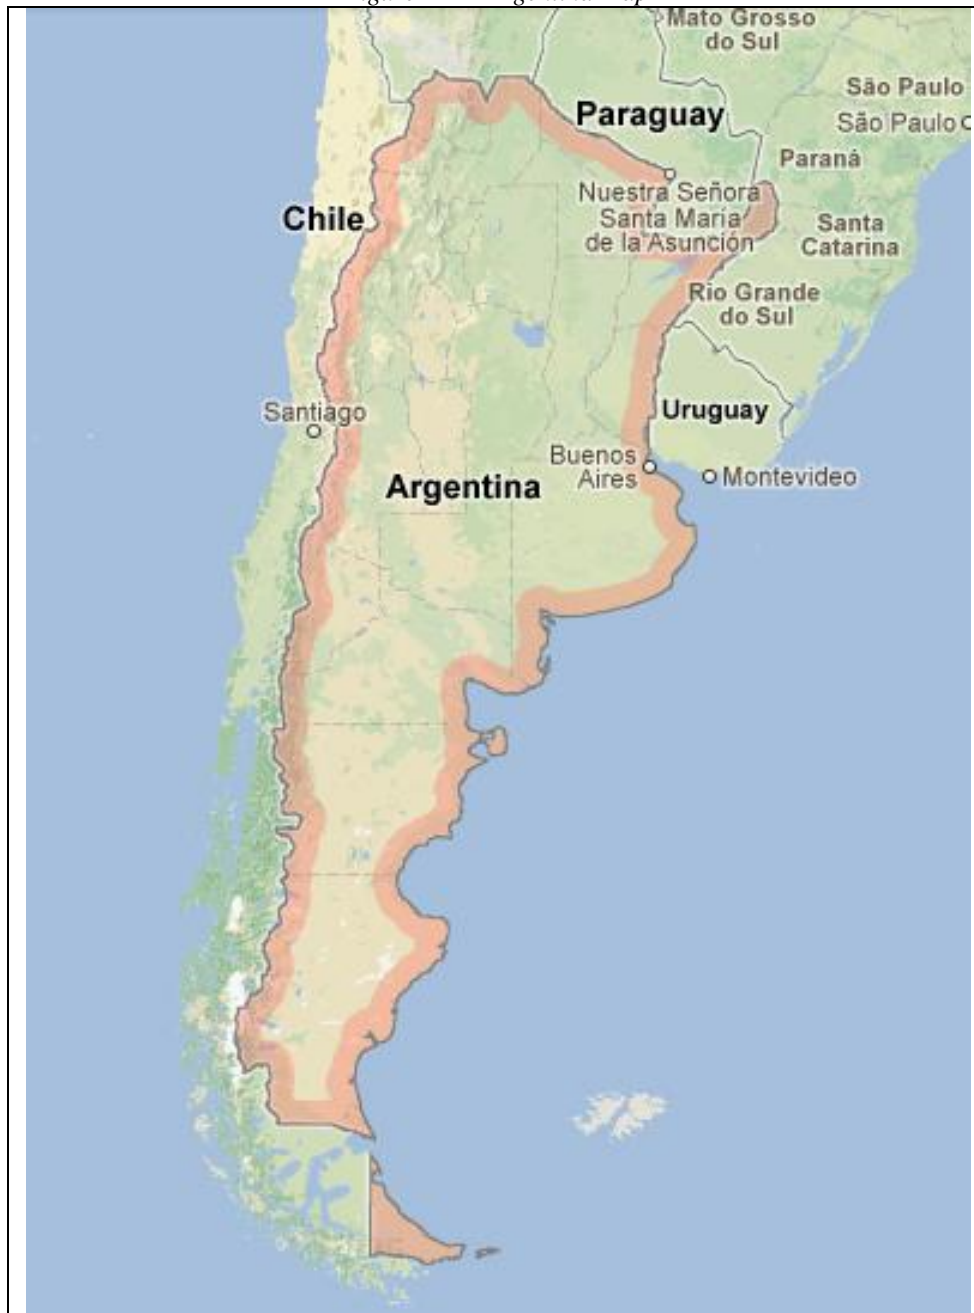 Mato Grosso
do Sul
São Paulo
São Paulo
Paraguay
Paraná
Nuestra Señora
Santa María
de la Asunción
Chile
Santa
Catarina
Rio Grande
do Sul
Santiago
Uruguay
Buenos
Aires
Montevideo
Argentina